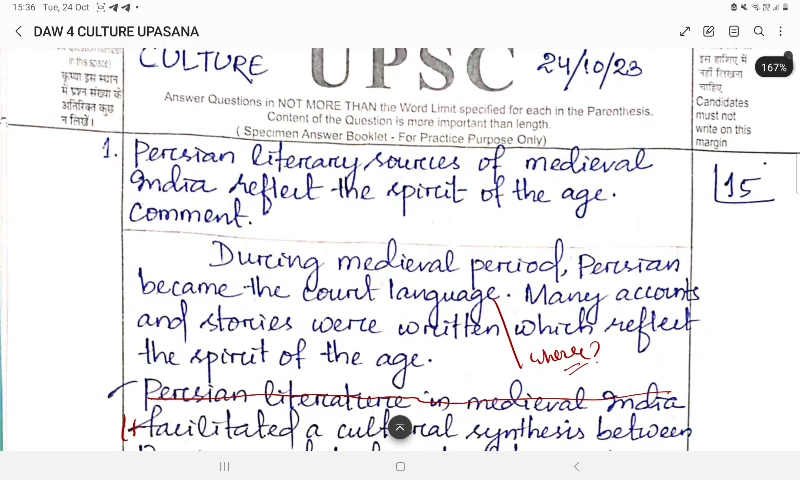 15:36 Tue, 24 Oct
DAW 4 CULTURE UPASANA
167%
in this space)
कृपया इस स्थान
में प्रश्न संख्या के
अतिरिक्त कुछ
न लिखें।
CULTURE
UPSC
24/10/23
इस हाशिए में
नहीं लिखना
चाहिए
Candidates
must not
write on this
margin
Answer Questions in NOT MORE THAN the Word Limit specified for each in the Parenthesis.
Content of the Question is more important than length.
( Specimen Answer Booklet - For Practice Purpose Only)
1. Persian literary sources of medieval
India reflect the spirit of the age.
Comment.
15
During medieval period, Persian
became the court language. Many accounts
and stories were written which reflect
where?
the spirit of the age.
Persian literature in medieval India
It facilitated a cultural synthesis between